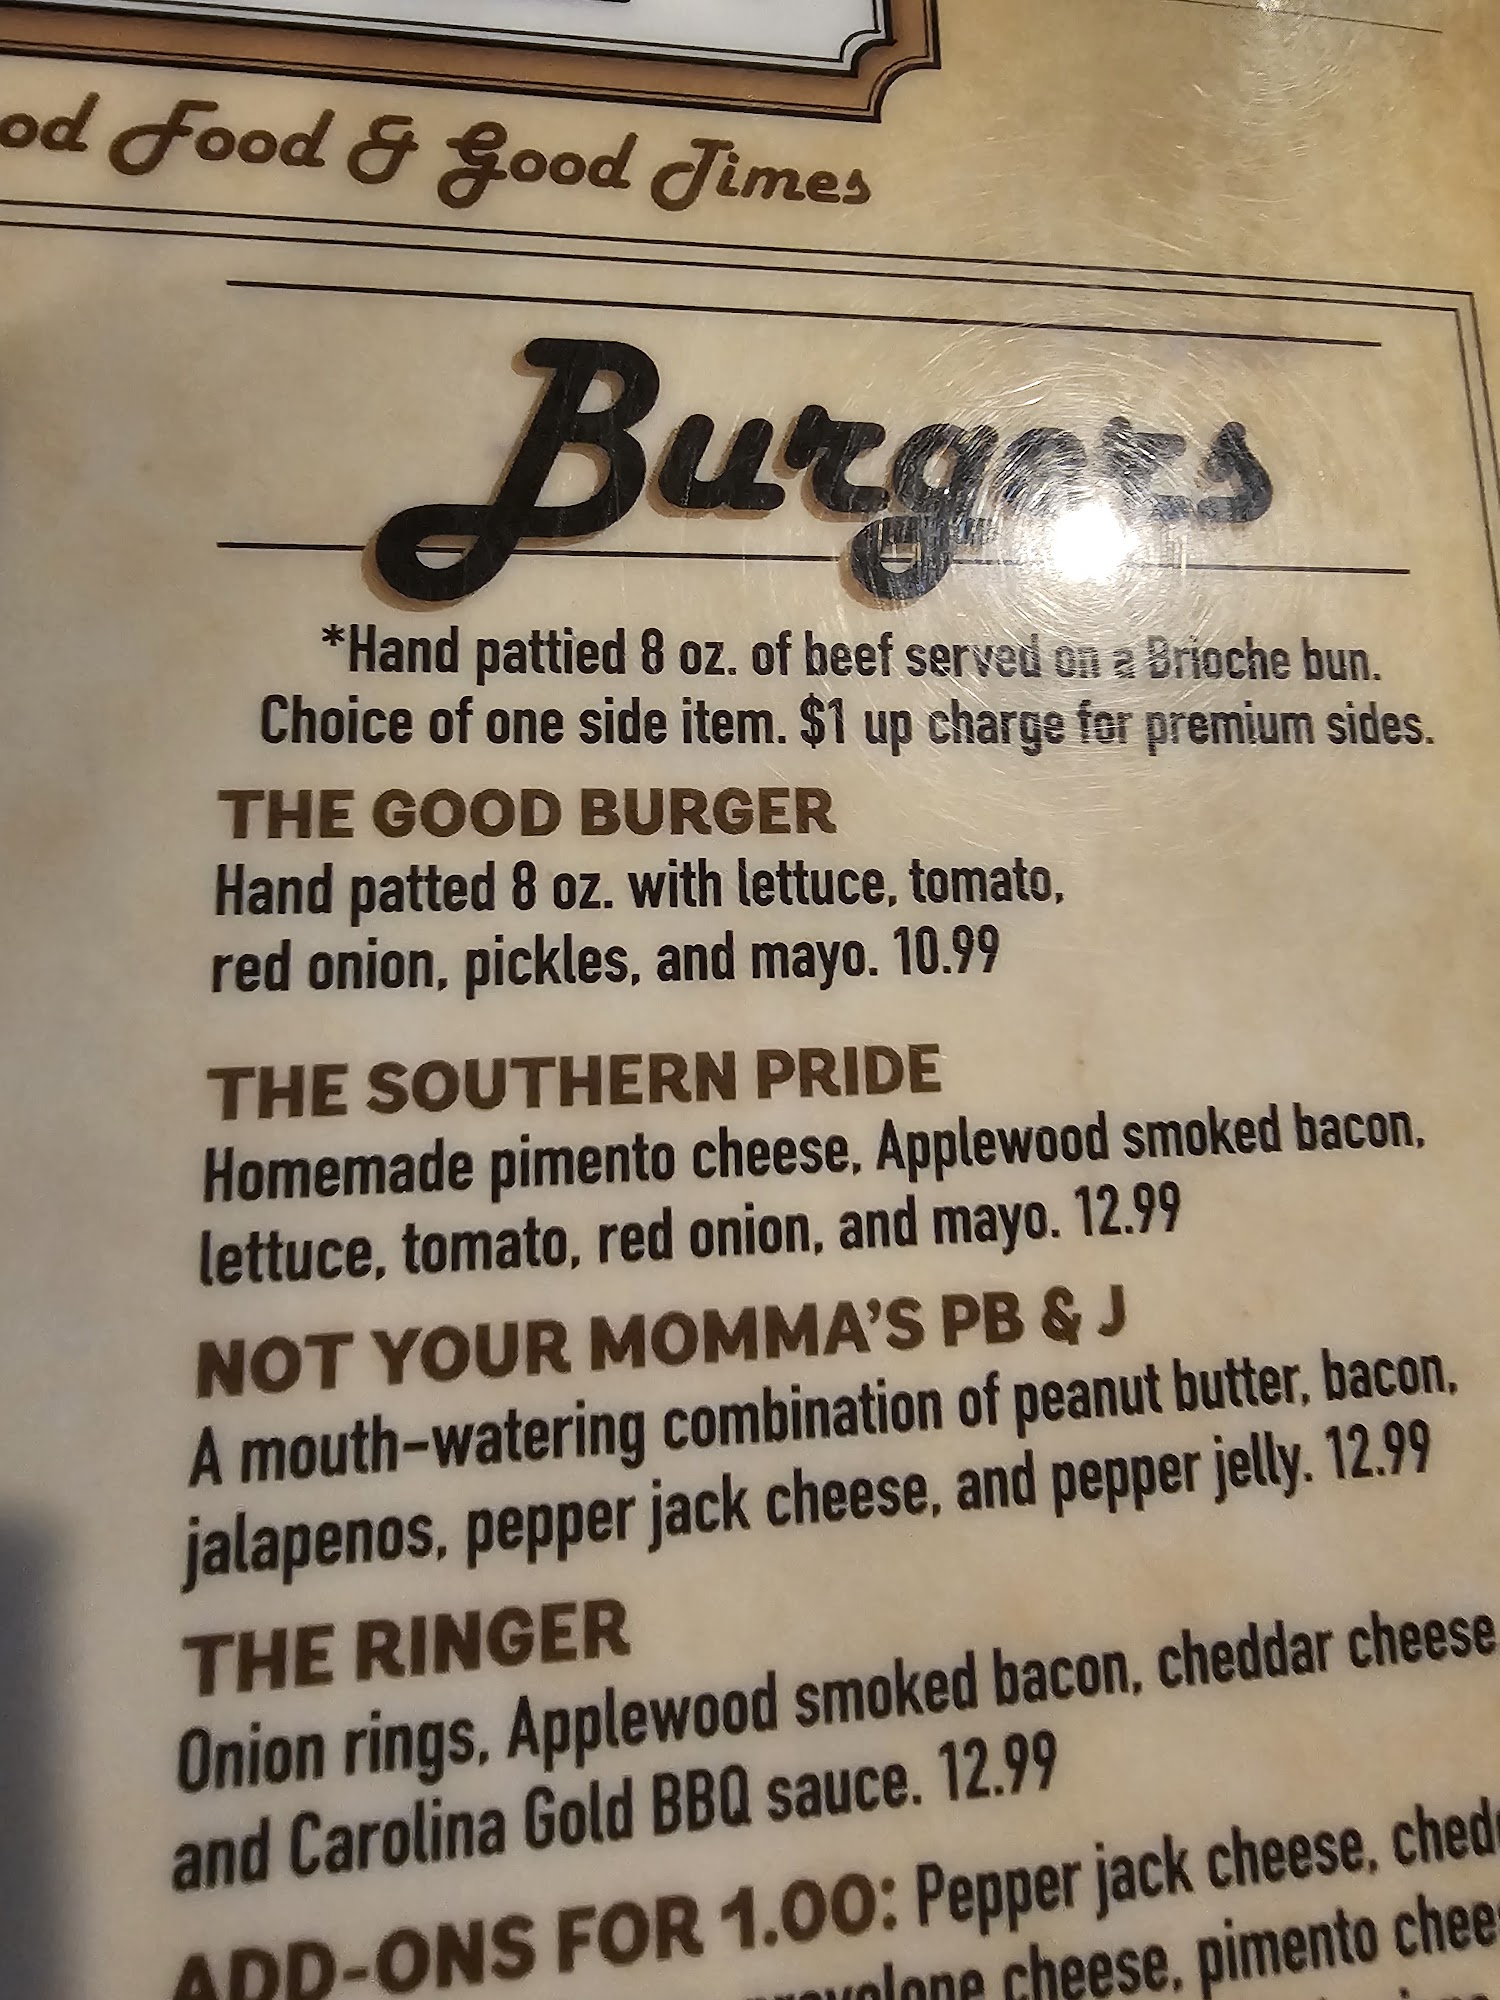 Food & Good Times
Burgers
*Hand pattied 8 oz. of beef served on a Brioche bun.
Choice of one side item. $1 up charge for premium sides.
THE GOOD BURGER
Hand patted 8 oz. with lettuce, tomato,
red onion, pickles, and mayo. 10.99
THE SOUTHERN PRIDE
Homemade pimento cheese, Applewood smoked bacon,
lettuce, tomato, red onion, and mayo. 12.99
NOT YOUR MOMMA'S PB & J
A mouth-watering combination of peanut butter, bacon,
jalapenos, pepper jack cheese, and pepper jelly. 12.99
THE RINGER
Onion rings, Applewood smoked bacon, cheddar cheese
and Carolina Gold BBQ sauce. 12.99
ADD-ONS FOR 1.00: Pepper jack cheese,
cheese, pimento